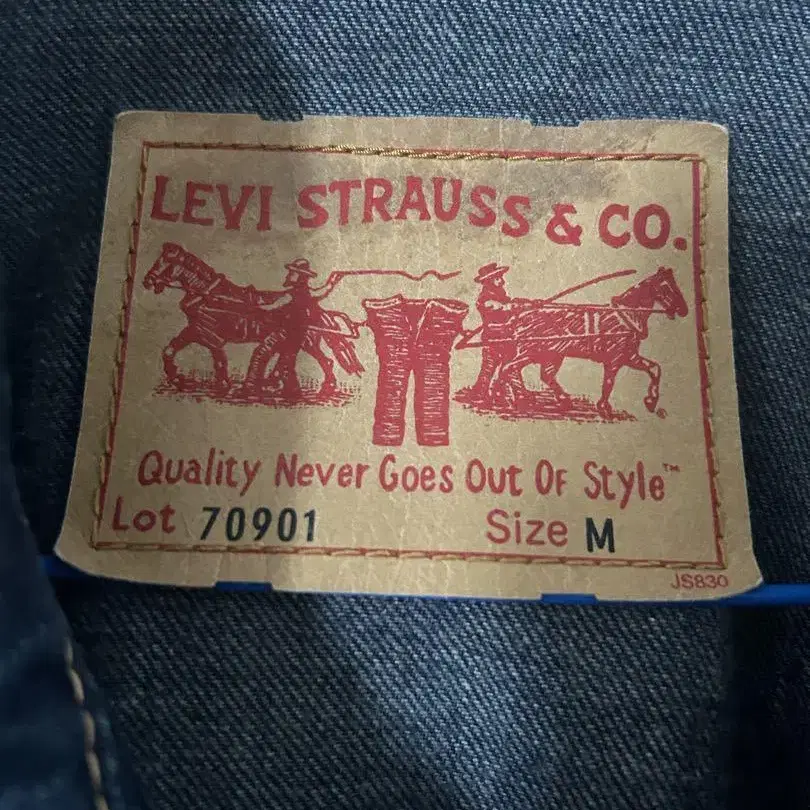 LEVI STRAUSS & CO.
®
Quality Never Goes Out Of Style™
Lot 70901 Size M
JS830